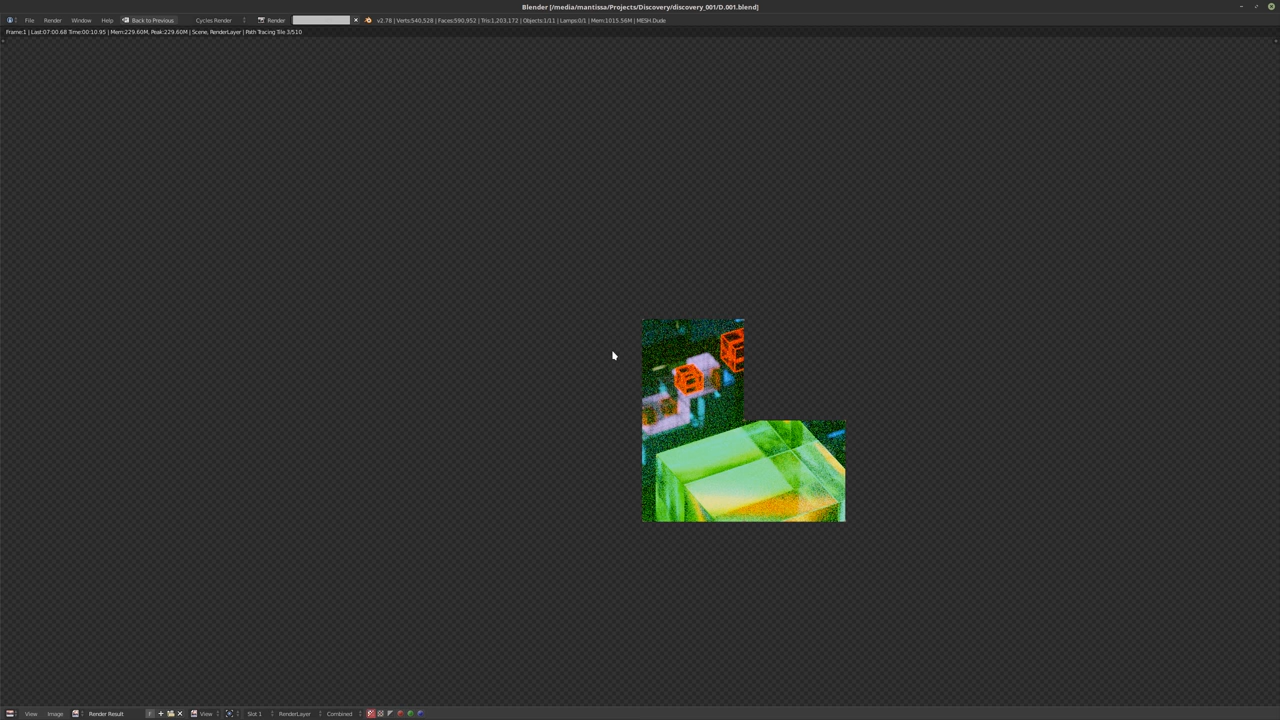 Blender [/media/mantissa/Projects/Discovery/discovery_001/D.001.blend]
File Render Window Help Back to Previous Cycles Render Render v2.78 | Verts:540,528 | Faces:590,952 | Tris:1,203,172 | Objects:1/11 | Lamps:0/1 | Mem:1015.56M | MESH.Dude
Frame:1 | Last:07:00.68 Time:00:10.95 | Mem:229.60M, Peak:229.60M | Scene, RenderLayer | Path Tracing Tile 3/510
View Image Render Result F View Slot 1 RenderLayer Combined